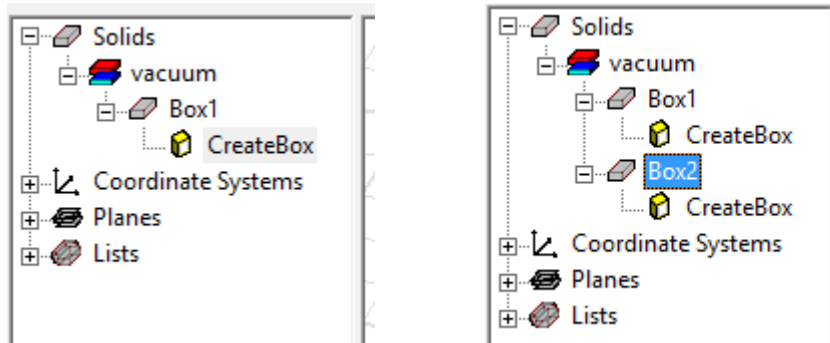 Solids
vacuum
Box1
CreateBox
Coordinate Systems
Planes
Lists
Solids
vacuum
Box1
CreateBox
Box2
CreateBox
Coordinate Systems
Planes
Lists